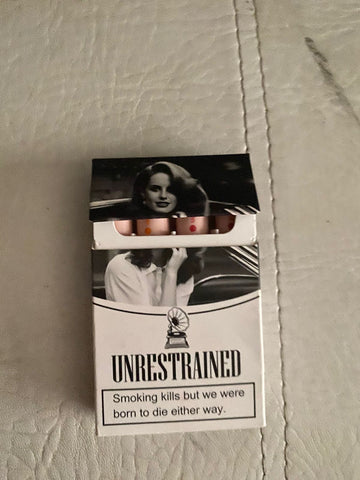 UNRESTRAINED
Smoking kills but we were
born to die either way.